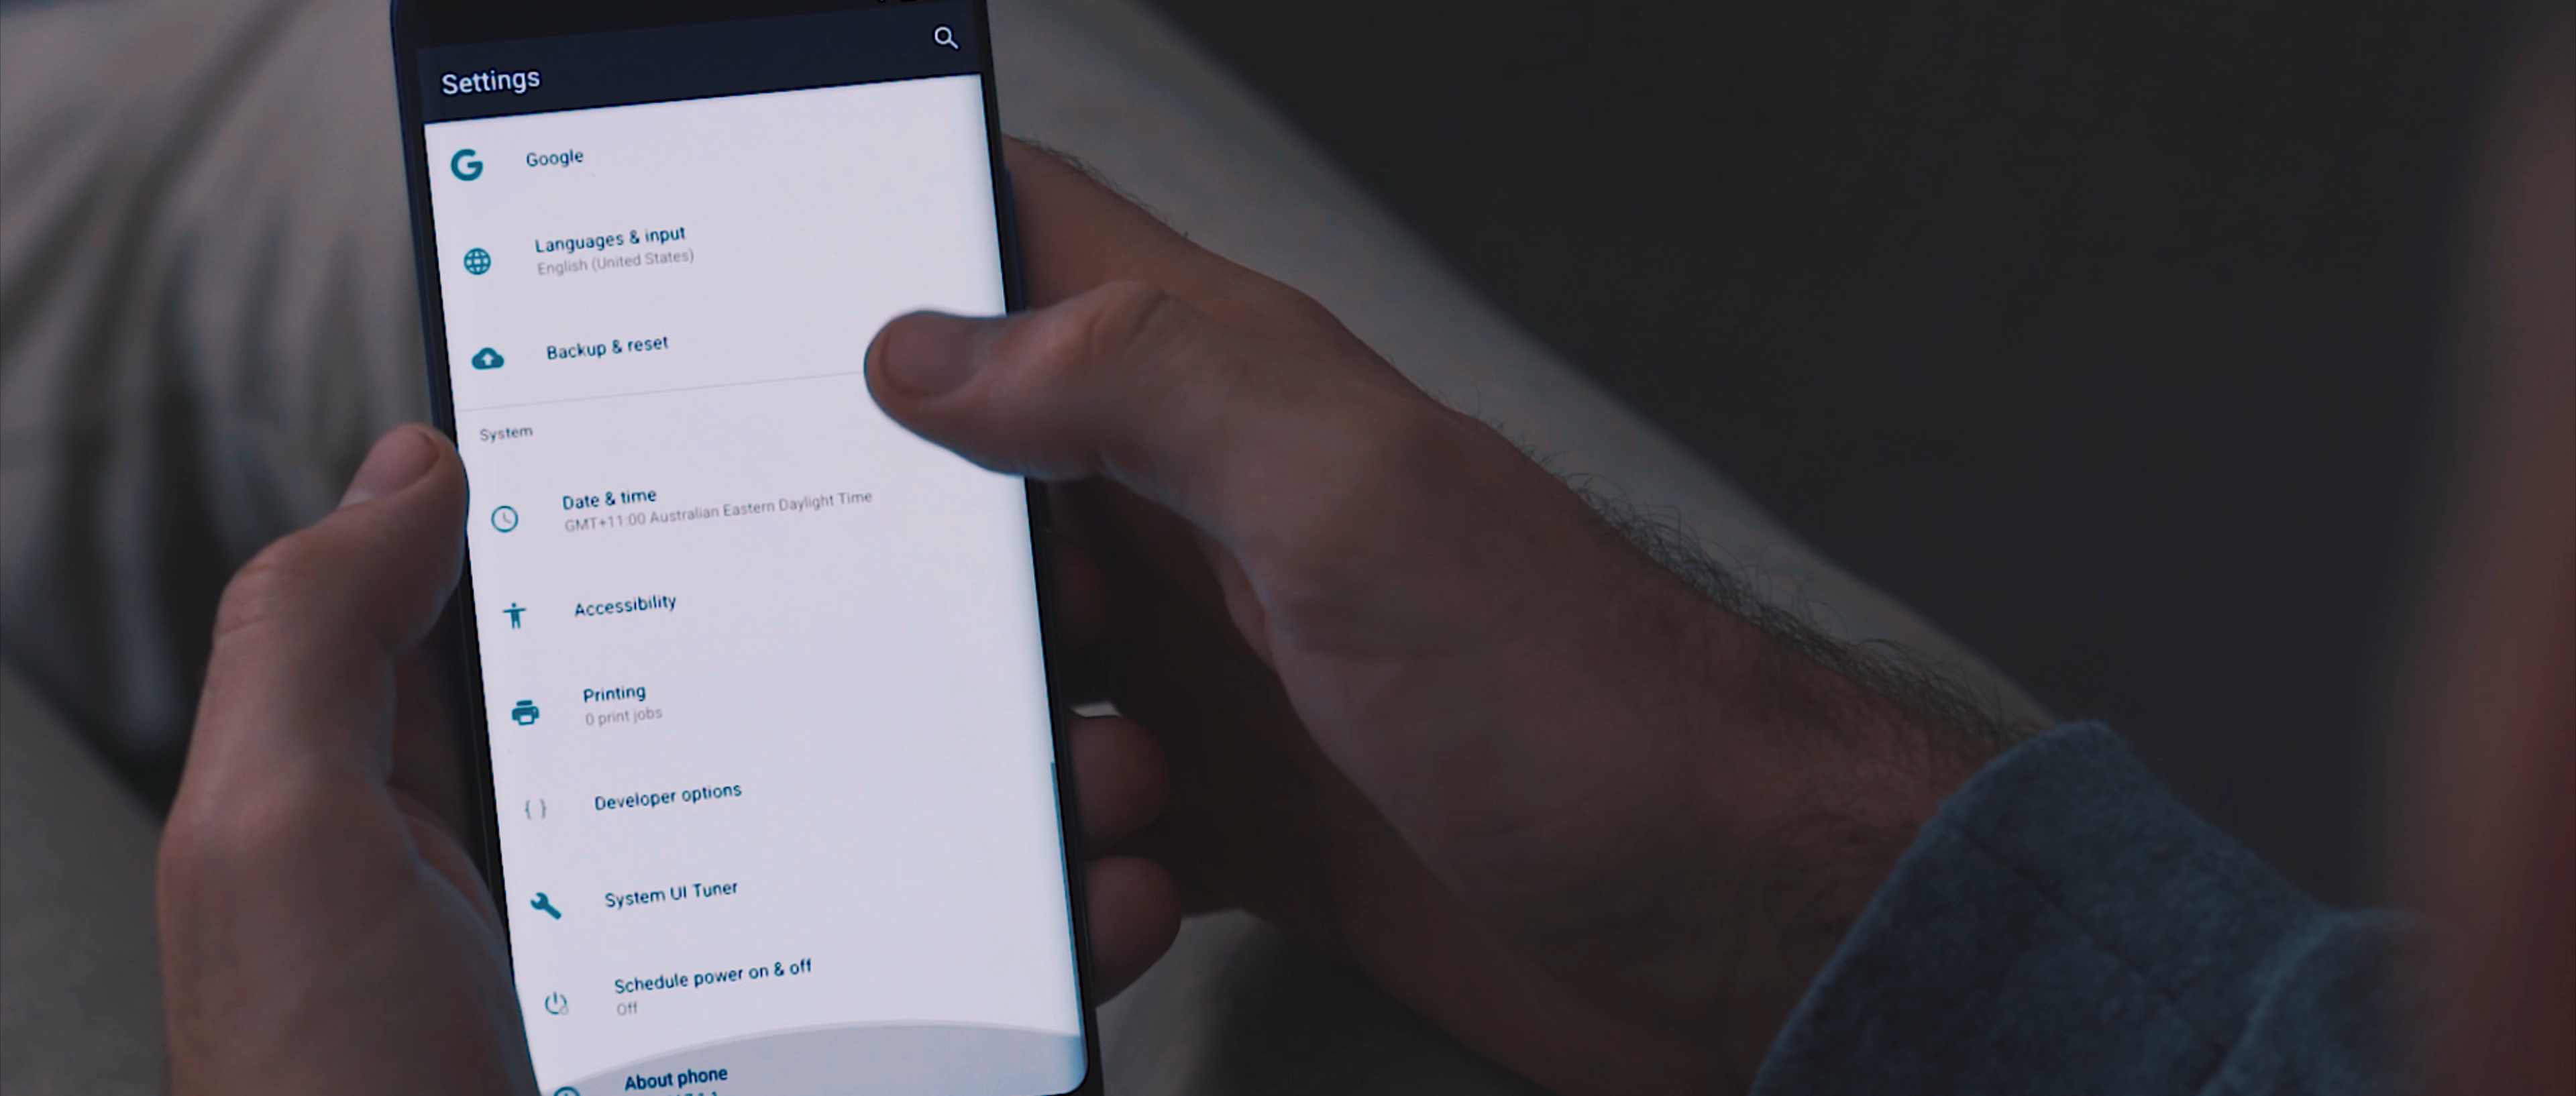 Settings
Google
Languages & input
English (United States)
Backup & reset
System
Date & time
GMT+11:00 Australian Eastern Daylight Time
Accessibility
Printing
0 print jobs
Developer options
System UI Tuner
Schedule power on & off
Off
About phone